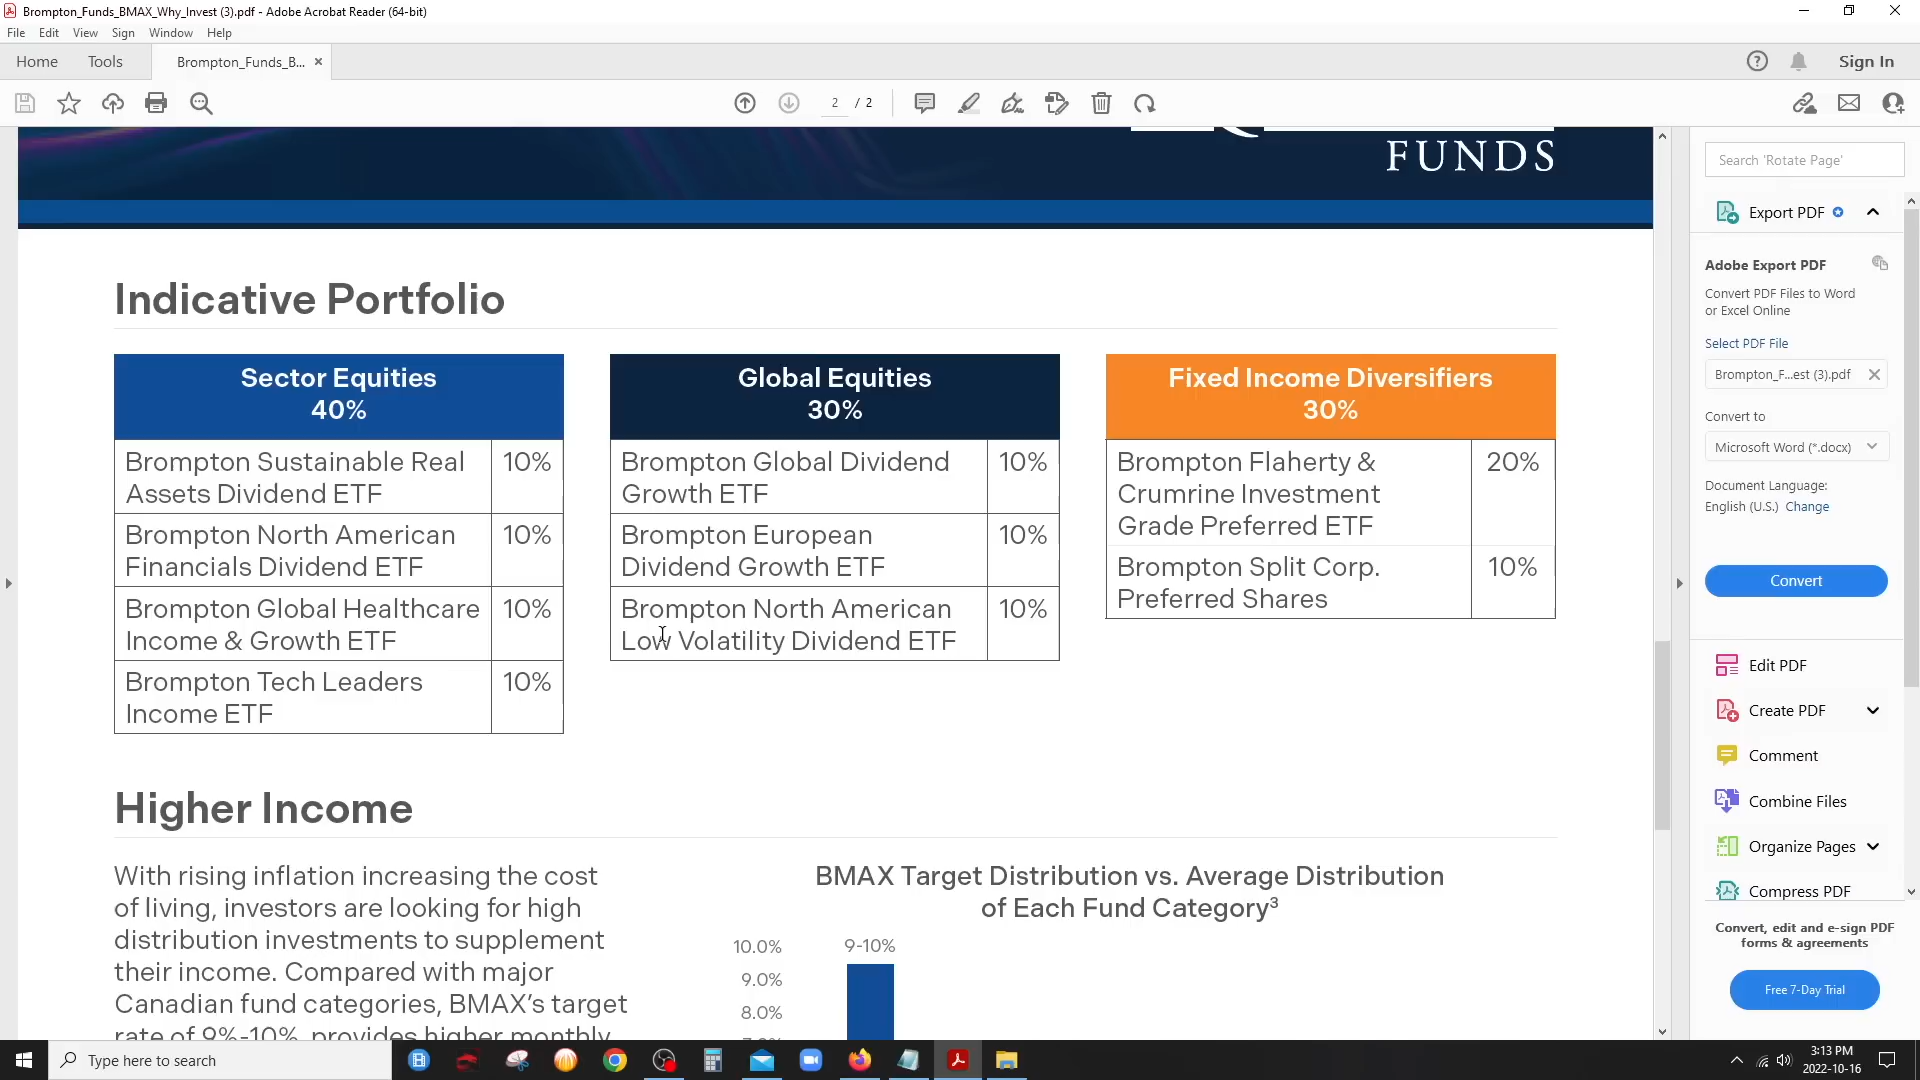 Brompton_Funds_BMAX_Why_Invest (3).pdf - Adobe Acrobat Reader (64-bit)
File Edit View Sign Window Help
Home Tools Brompton_Funds_B... × Sign In
2 / 2
FUNDS
Indicative Portfolio
Sector Equities
40%
Brompton Sustainable Real 10%
Assets Dividend ETF
Brompton North American 10%
Financials Dividend ETF
Brompton Global Healthcare 10%
Income & Growth ETF
Brompton Tech Leaders 10%
Income ETF
Global Equities
30%
Brompton Global Dividend 10%
Growth ETF
Brompton European 10%
Dividend Growth ETF
Brompton North American 10%
Low Volatility Dividend ETF
Fixed Income Diversifiers
30%
Brompton Flaherty & 20%
Crumrine Investment
Grade Preferred ETF
Brompton Split Corp. 10%
Preferred Shares
Higher Income
With rising inflation increasing the cost
of living, investors are looking for high
distribution investments to supplement
their income. Compared with major
Canadian fund categories, BMAX's target
rate of 9%-10%, provides higher monthly
BMAX Target Distribution vs. Average Distribution
of Each Fund Category³
10.0% 9-10%
9.0%
8.0%
Search 'Rotate Page'
Export PDF
Adobe Export PDF
Convert PDF Files to Word
or Excel Online
Select PDF File
Brompton_F...est (3).pdf
Convert to
Microsoft Word (*.docx)
Document Language:
English (U.S.) Change
Convert
Edit PDF
Create PDF
Comment
Combine Files
Organize Pages
Compress PDF
Convert, edit and e-sign PDF
forms & agreements
Free 7-Day Trial
Type here to search
3:13 PM
2022-10-16